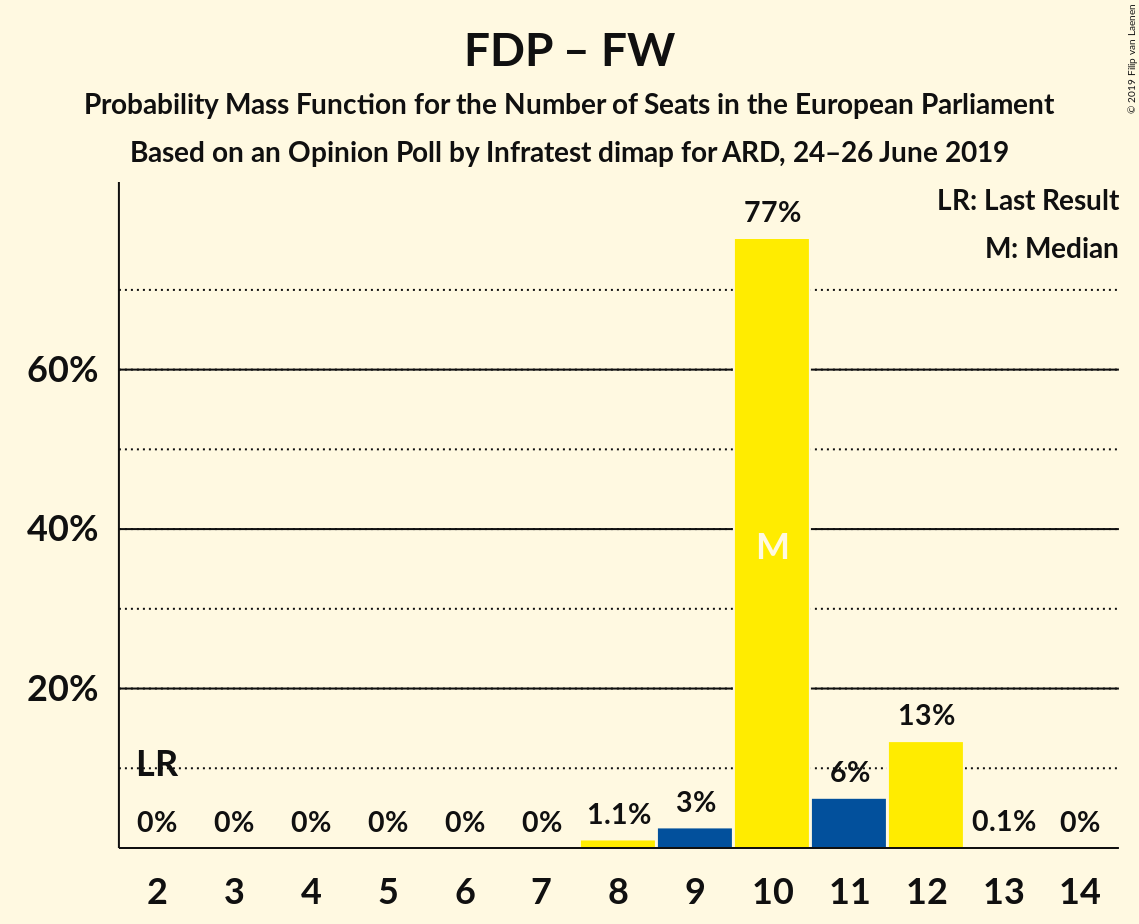 FDP – FW
Probability Mass Function for the Number of Seats in the European Parliament
Based on an Opinion Poll by Infratest dimap for ARD, 24–26 June 2019
© 2019 Filip van Laenen
LR: Last Result
M: Median
77%
60%
40%
M
20%
13%
LR
6%
0% 0% 0% 0% 0% 0% 1.1% 3% 0.1% 0%
2 3 4 5 6 7 8 9 10 11 12 13 14